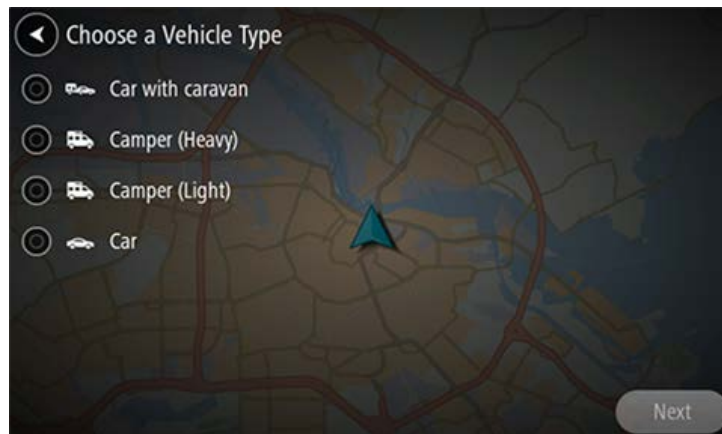 Choose a Vehicle Type
Car with caravan
Camper (Heavy)
Camper (Light)
Car
Next